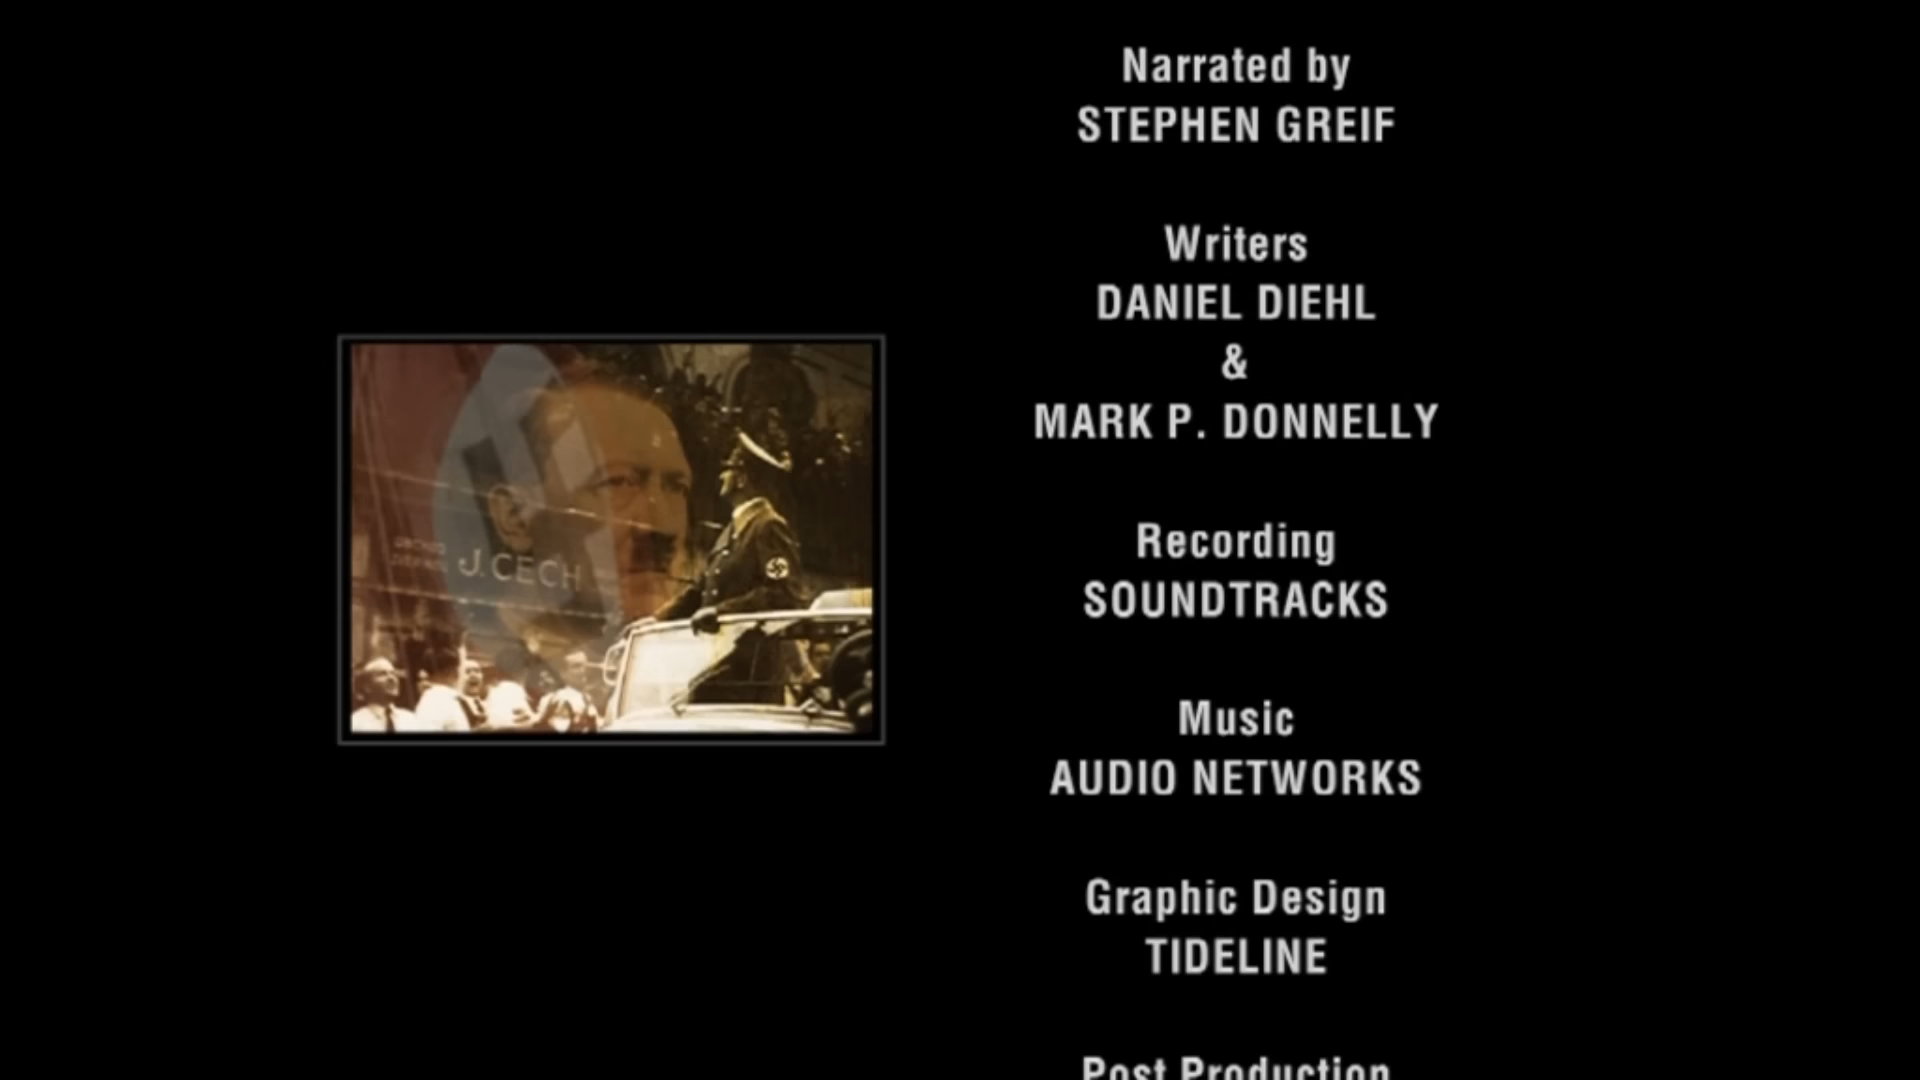 Narrated by
STEPHEN GREIF
Writers
DANIEL DIEHL
&
MARK P. DONNELLY
Recording
SOUNDTRACKS
Music
AUDIO NETWORKS
Graphic Design
TIDELINE
Post Production
J. CECH